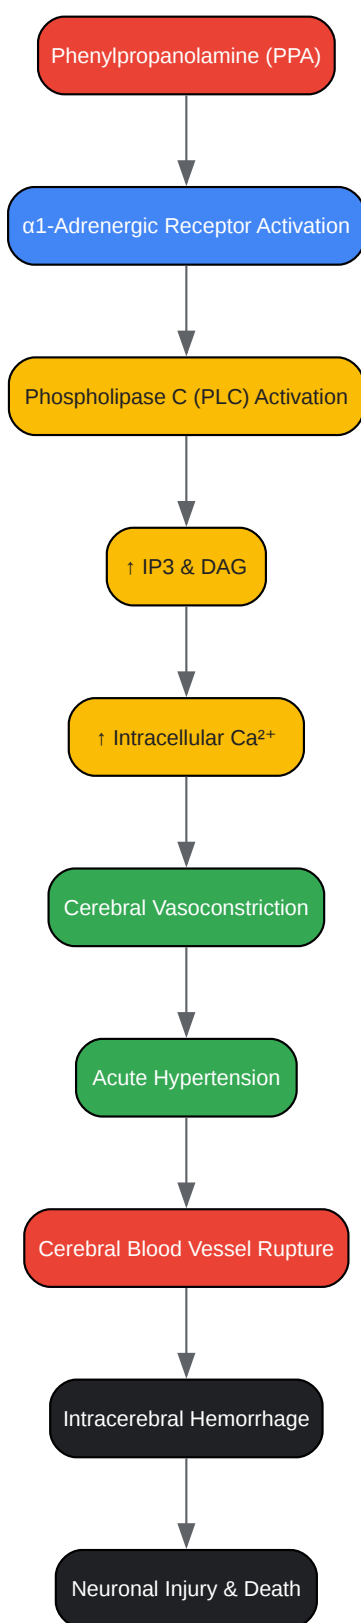 Phenylpropanolamine (PPA)
α1-Adrenergic Receptor Activation
Phospholipase C (PLC) Activation
↑ IP3 & DAG
↑ Intracellular Ca²⁺
Cerebral Vasoconstriction
Acute Hypertension
Cerebral Blood Vessel Rupture
Intracerebral Hemorrhage
Neuronal Injury & Death